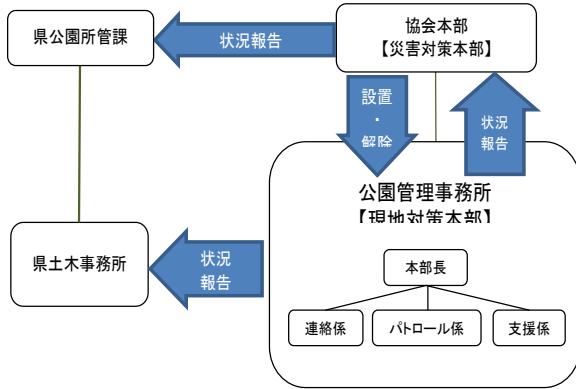 県公園所管課
状況報告
協会本部
【災害対策本部】
設置
・
解除
状況
報告
公園管理事務所
【現地対策本部】
県土木事務所
状況
報告
本部長
連絡係
パトロール係
支援係